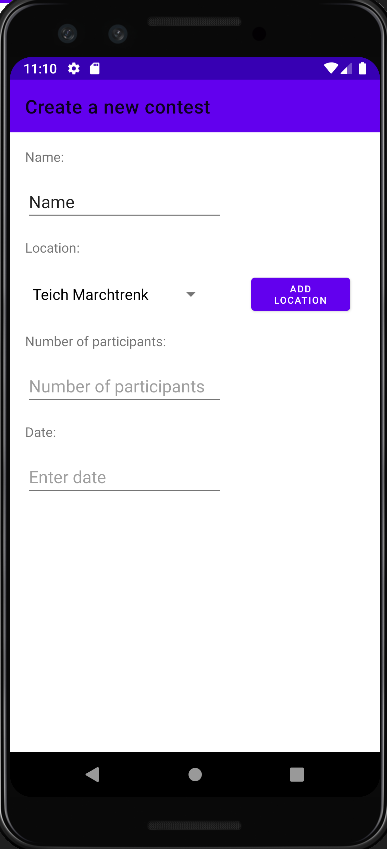 11:10
Create a new contest
Name:
Name
Location:
Teich Marchtrenk
ADD
LOCATION
Number of participants:
Number of participants
Date:
Enter date